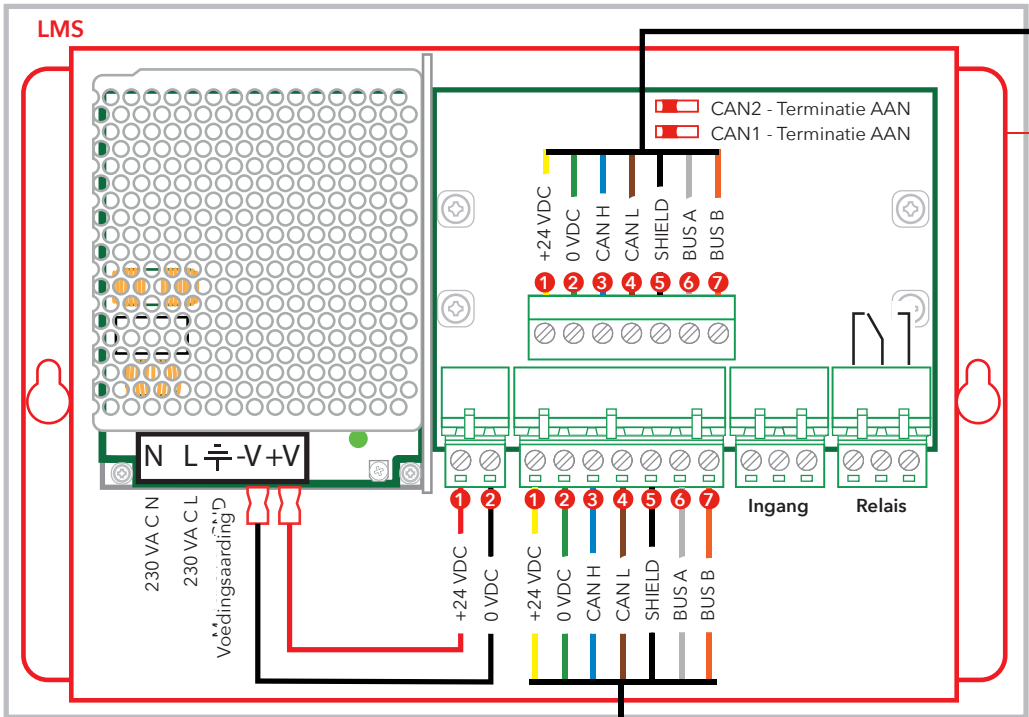 LMS
CAN2 - Terminatie AAN
CAN1 - Terminatie AAN
+24 VDC
0 VDC
CAN H
CAN L
SHIELD
BUS A
BUS B
1 2 3 4 5 6 7
N L -V +V
230 VAC N
230 VAC L
Voedingsaarding
1 2
1 2 3 4 5 6 7
Ingang
Relais
+24 VDC
0 VDC
+24 VDC
0 VDC
CAN H
CAN L
SHIELD
BUS A
BUS B